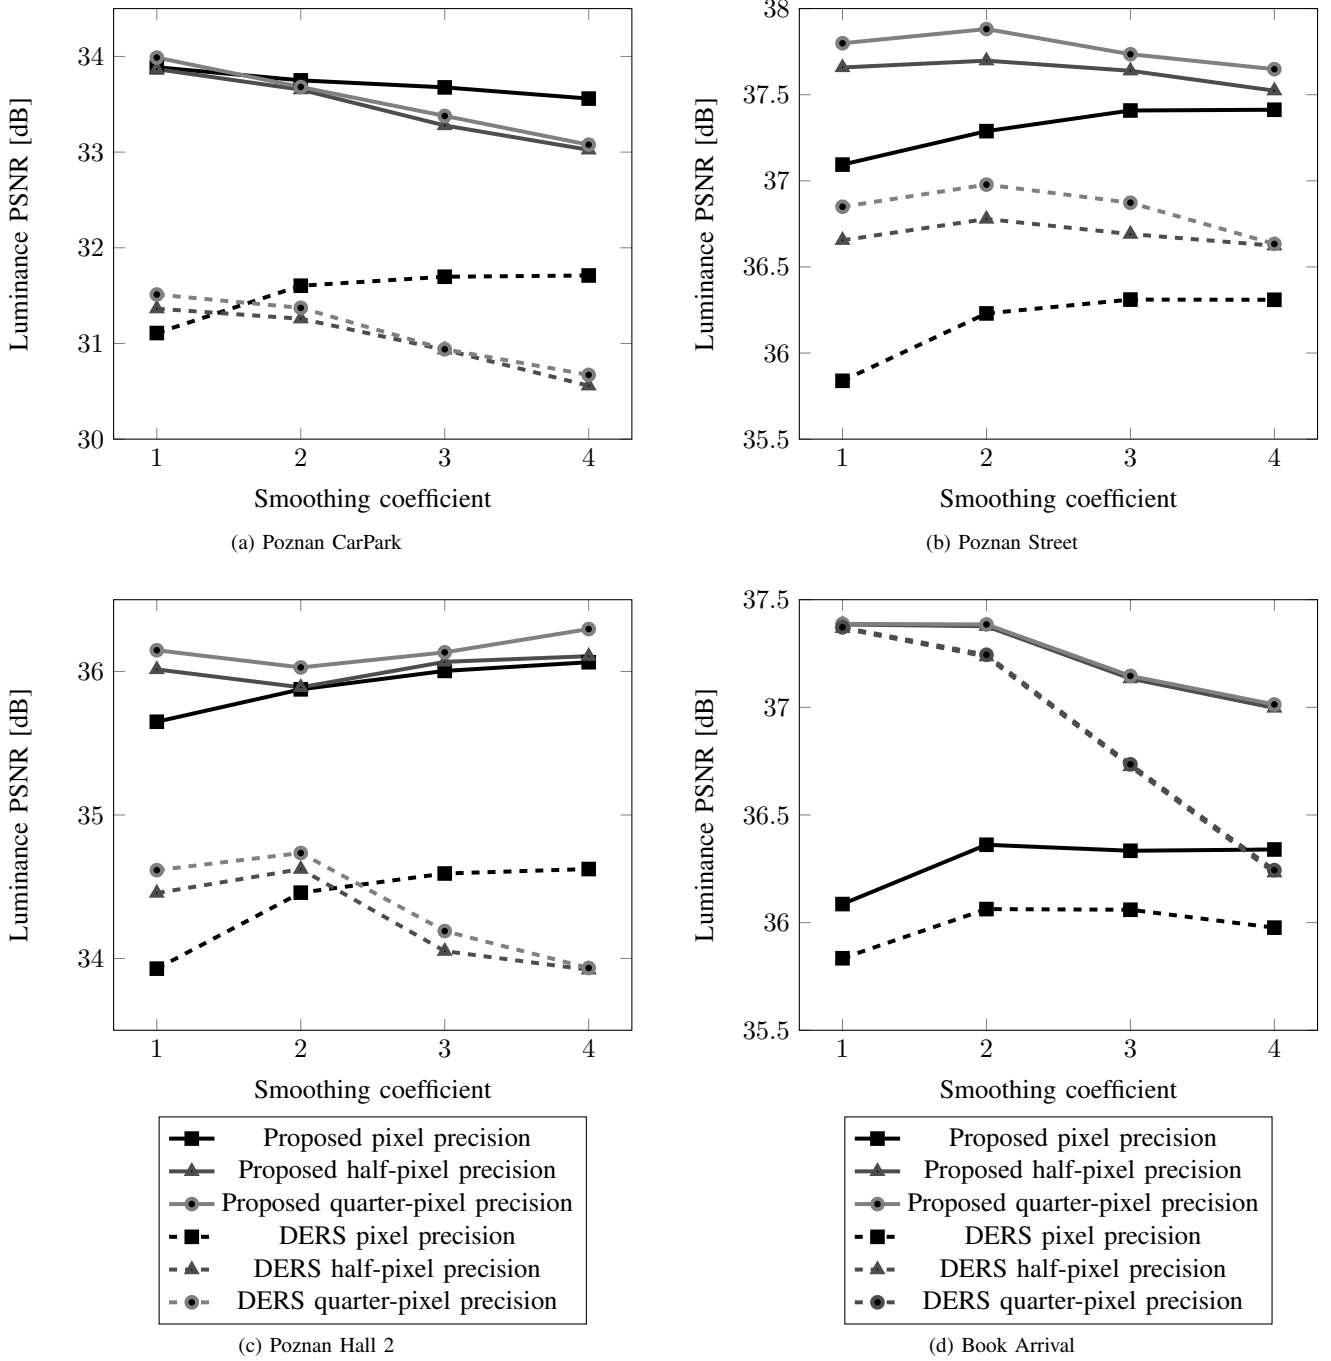 34
33
32
31
30
1 2 3 4
Luminance PSNR [dB]
Smoothing coefficient
(a) Poznan CarPark
38
37.5
37
36.5
36
35.5
1 2 3 4
Luminance PSNR [dB]
Smoothing coefficient
(b) Poznan Street
36
35
34
1 2 3 4
Luminance PSNR [dB]
Smoothing coefficient
Proposed pixel precision
Proposed half-pixel precision
Proposed quarter-pixel precision
DERS pixel precision
DERS half-pixel precision
DERS quarter-pixel precision
(c) Poznan Hall 2
37.5
37
36.5
36
35.5
1 2 3 4
Luminance PSNR [dB]
Smoothing coefficient
Proposed pixel precision
Proposed half-pixel precision
Proposed quarter-pixel precision
DERS pixel precision
DERS half-pixel precision
DERS quarter-pixel precision
(d) Book Arrival